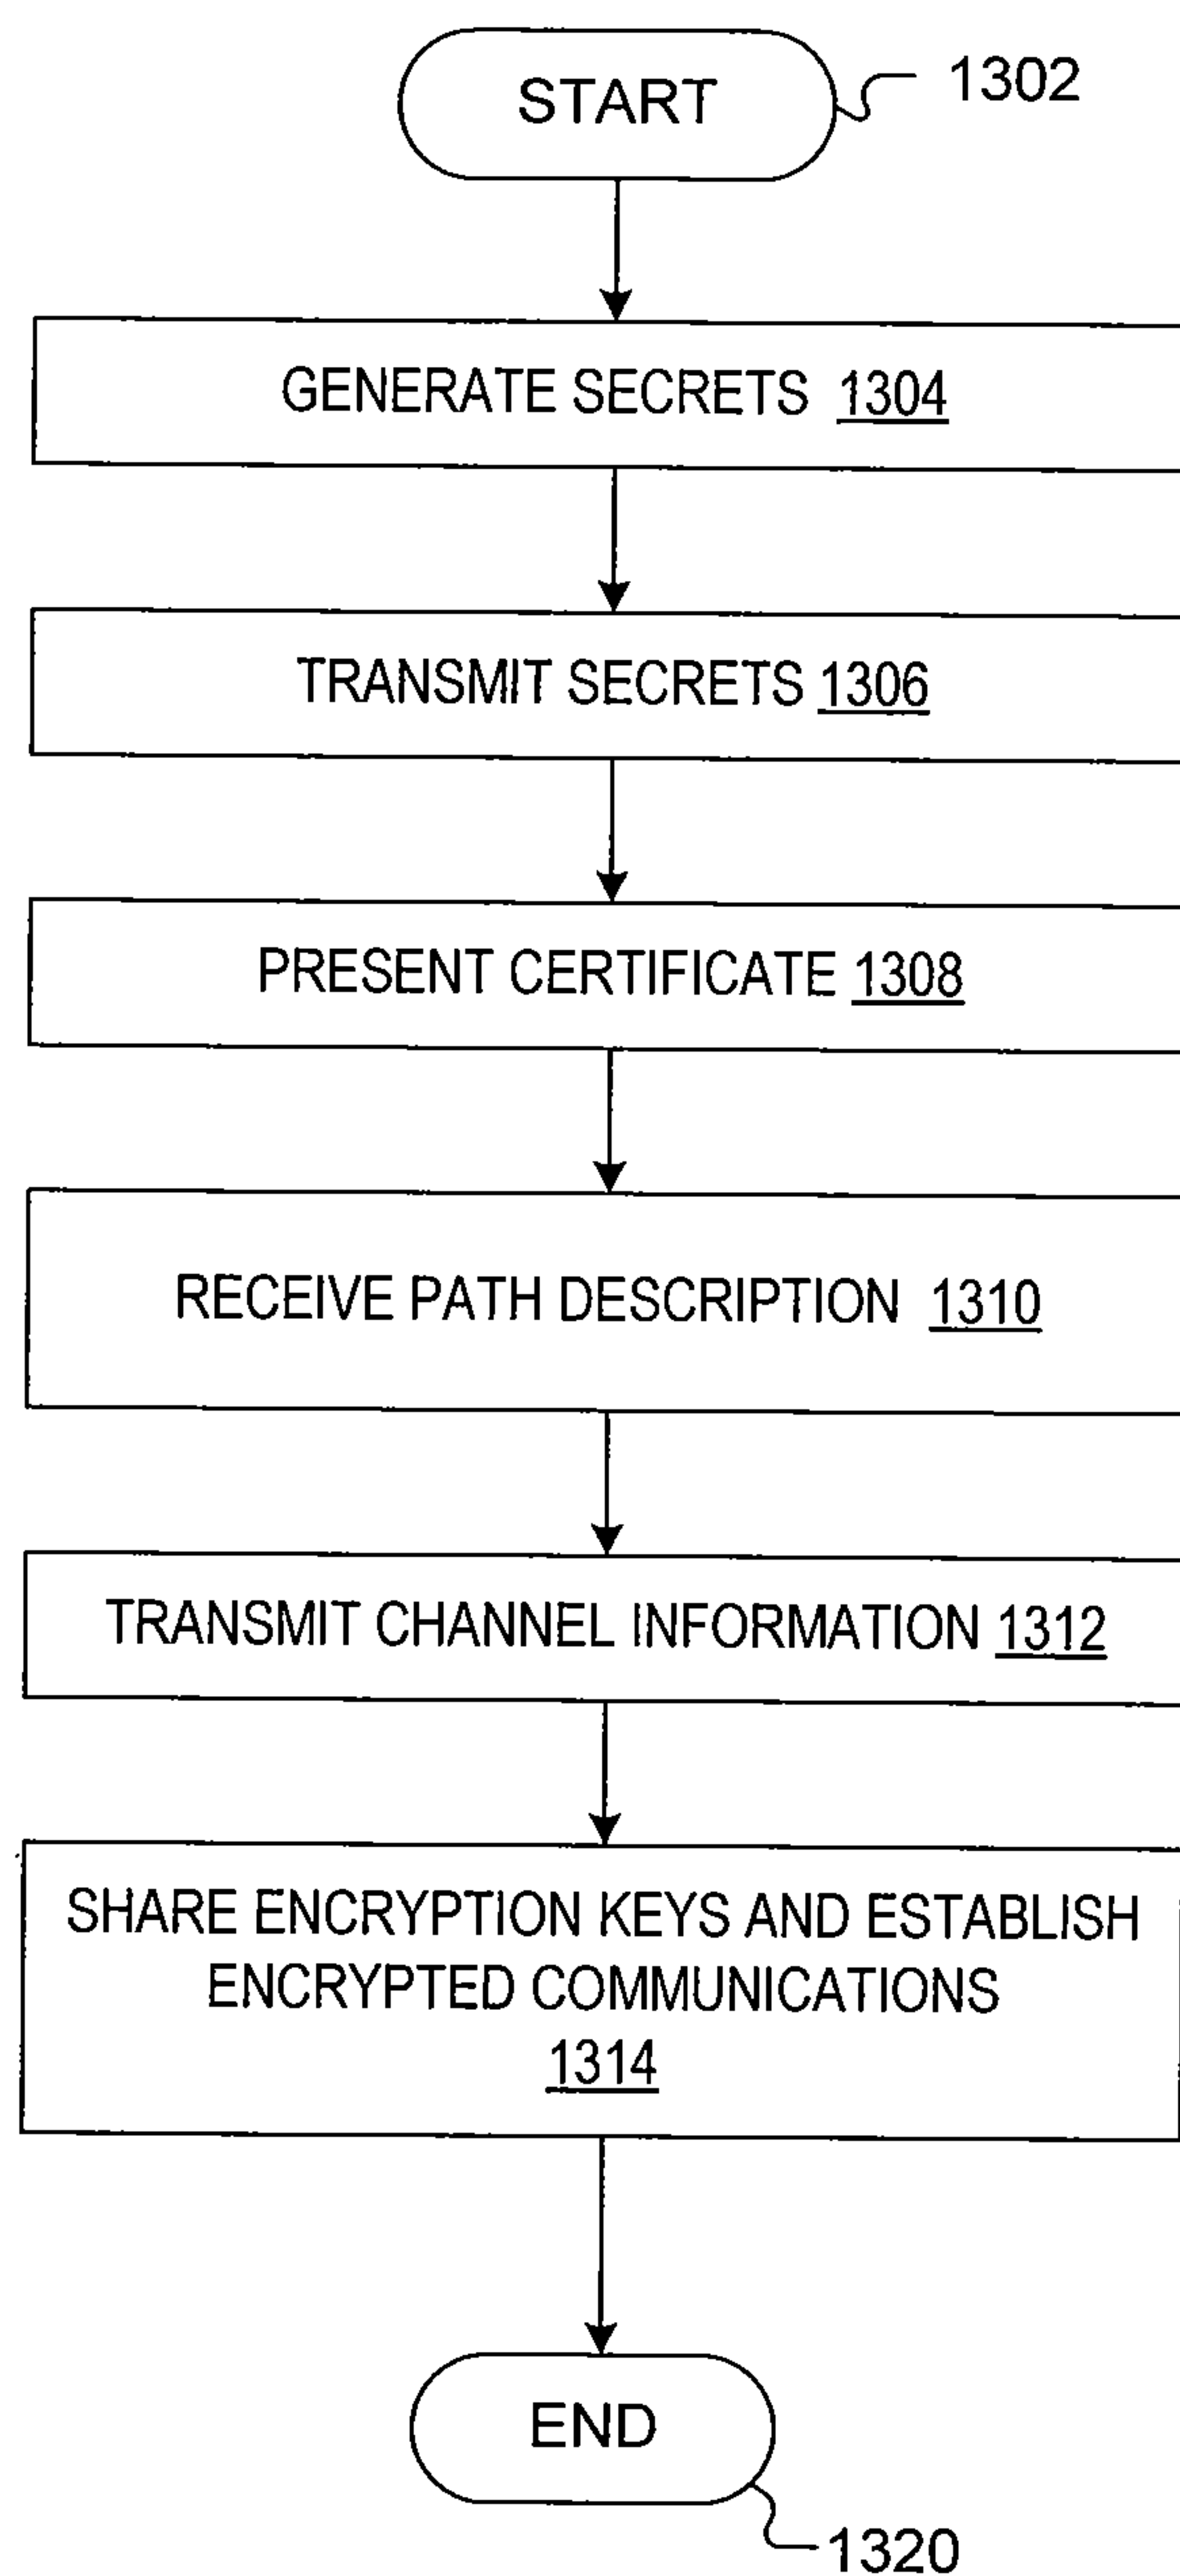 START
1302
GENERATE SECRETS 1304
TRANSMIT SECRETS 1306
PRESENT CERTIFICATE 1308
RECEIVE PATH DESCRIPTION 1310
TRANSMIT CHANNEL INFORMATION 1312
SHARE ENCRYPTION KEYS AND ESTABLISH
ENCRYPTED COMMUNICATIONS
1314
END
1320